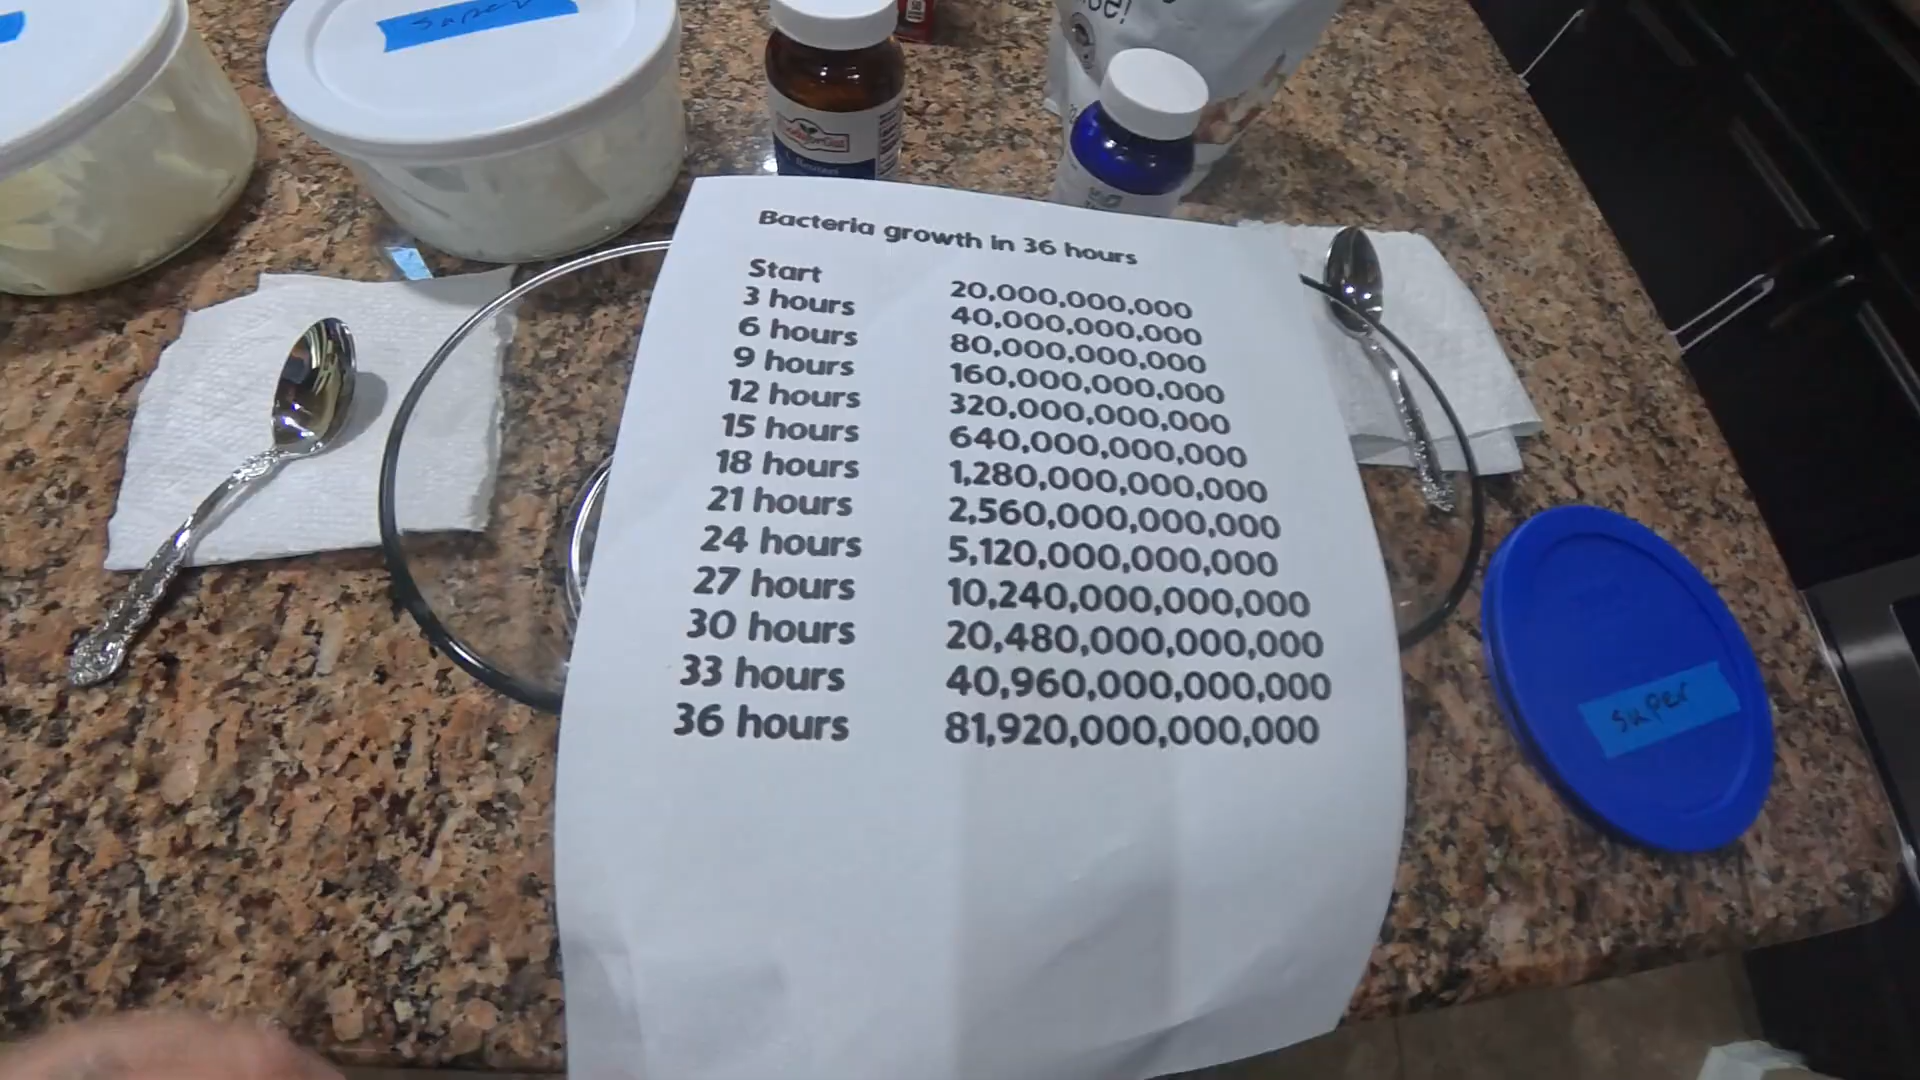 super
Bacteria growth in 36 hours
Start 20,000,000,000
3 hours 40,000,000,000
6 hours 80,000,000,000
9 hours 160,000,000,000
12 hours 320,000,000,000
15 hours 640,000,000,000
18 hours 1,280,000,000,000
21 hours 2,560,000,000,000
24 hours 5,120,000,000,000
27 hours 10,240,000,000,000
30 hours 20,480,000,000,000
33 hours 40,960,000,000,000
36 hours 81,920,000,000,000
super